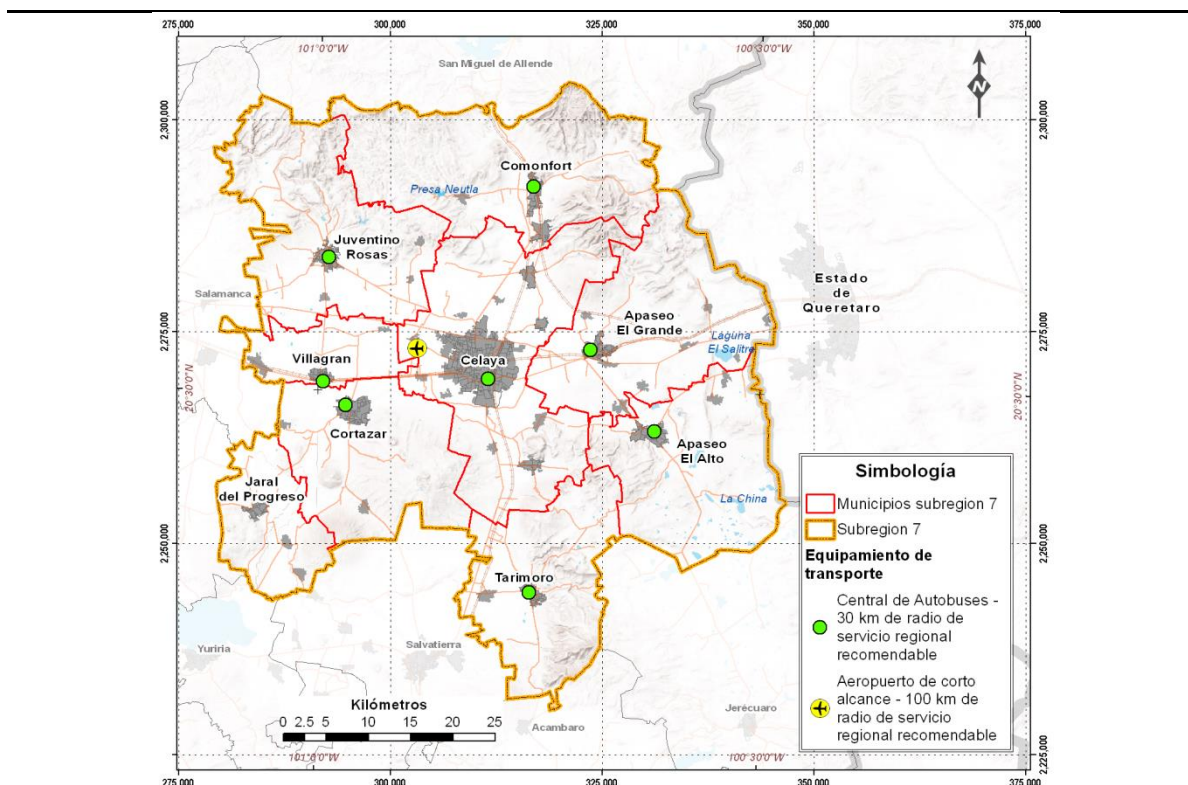 275,000
300,000
325,000
350,000
375,000
101°0'0"W
100°30'0"W
San Miguel de Allende
N
2,300,000
2,300,000
Comonfort
Presa Neutla
Juventino
Rosas
Salamanca
Estado
de
Queretaro
Apaseo
El Grande
Laguna
El Salitre
2,275,000
2,275,000
Villagran
Celaya
20°30'0"N
20°30'0"N
Cortazar
Apaseo
El Alto
Jaral
del Progreso
La China
2,250,000
2,250,000
Tarimoro
Yuriria
Salvatierra
Acambaro
Jerécuaro
Kilómetros
0 2.5 5 10 15 20 25
Simbología
Municipios subregion 7
Subregion 7
Equipamiento de
transporte
Central de Autobuses -
30 km de radio de
servicio regional
recomendable
Aeropuerto de corto
alcance - 100 km de
radio de servicio
regional recomendable
2,225,000
2,225,000
101°0'0"W
100°30'0"W
275,000
300,000
325,000
350,000
375,000